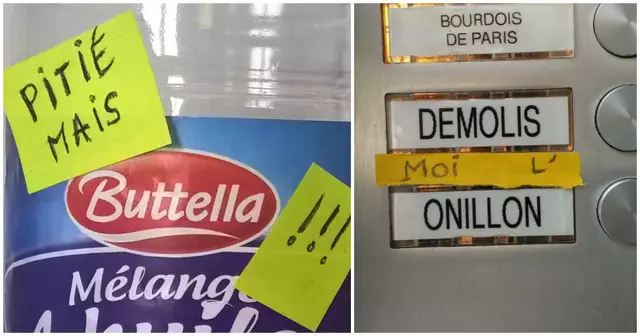 PITIÉ
MAIS
Buttella
!!!
Mélange
BOURDOIS
DE PARIS
DEMOLIS
Moi L'
ONILLON